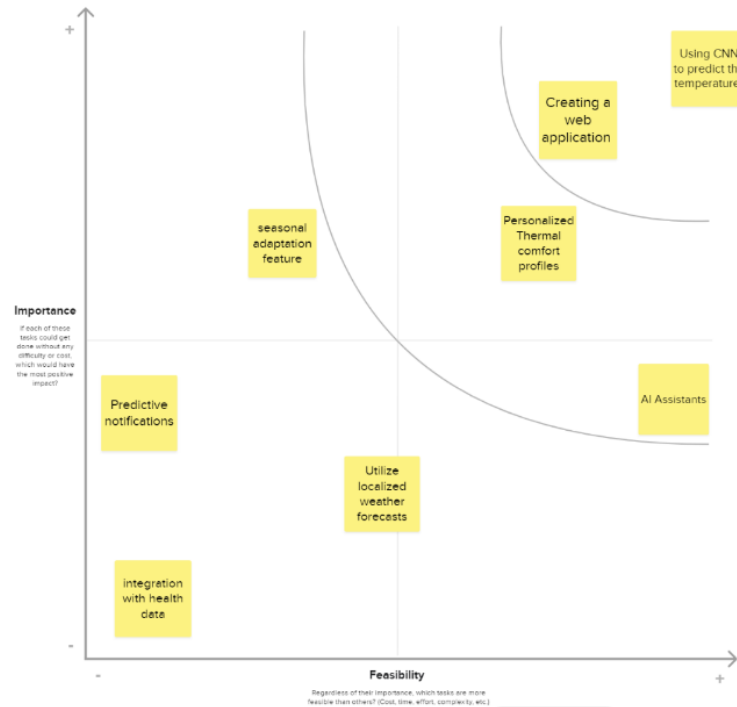 +
Using CNN
to predict th
temperature
Creating a
web
application
seasonal
adaptation
feature
Personalized
Thermal
comfort
profiles
Importance
If each of these
tasks could get
done without any
difficulty or cost,
which would have
the most positive
impact?
Predictive
notifications
AI Assistants
Utilize
localized
weather
forecasts
integration
with health
data
-
-
Feasibility
+
Regardless of their importance, which tasks are more
feasible than others? (Cost, time, effort, complexity, etc.)